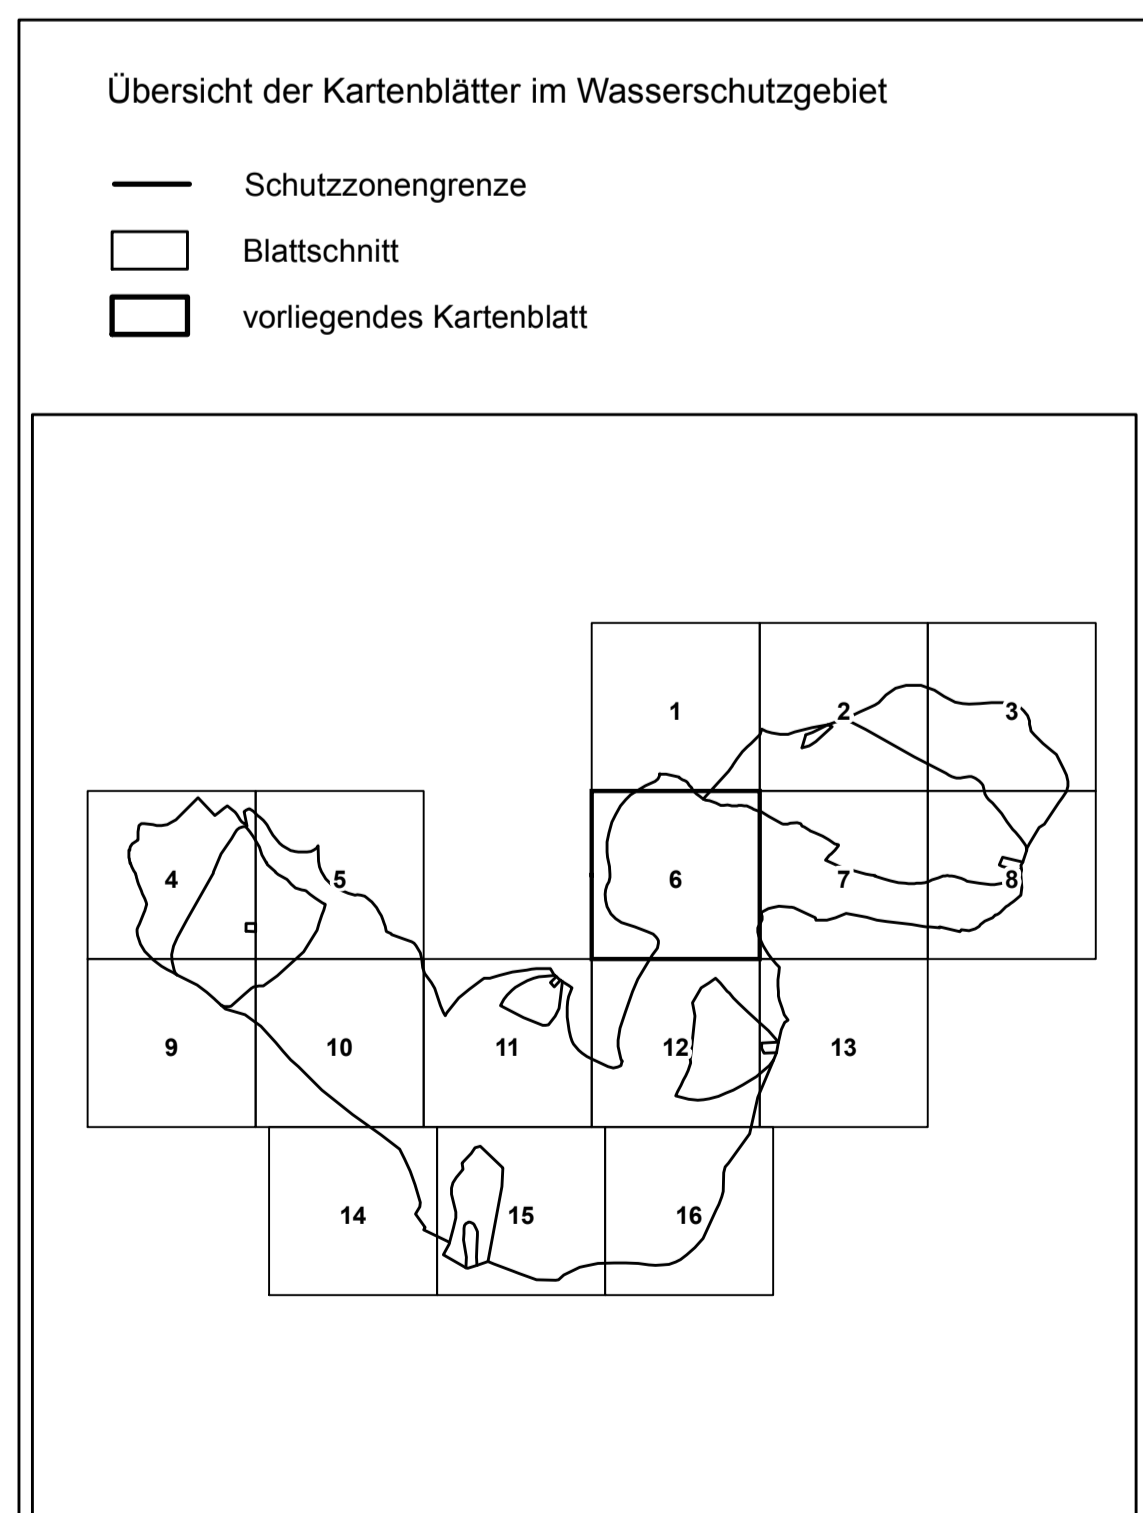 Übersicht der Kartenblätter im Wasserschutzgebiet
Schutzzonengrenze
Blattschnitt
vorliegendes Kartenblatt
1 2 3
4 5 6 7 8
9 10 11 12 13
14 15 16